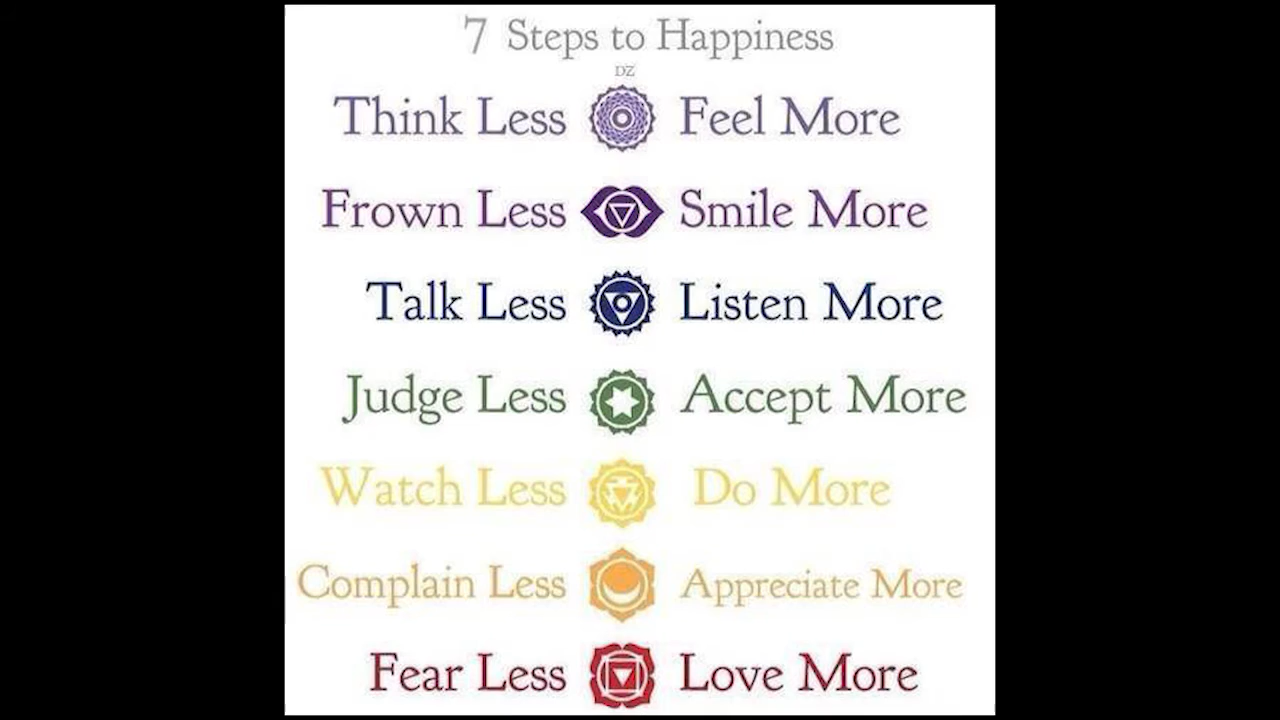 7 Steps to Happiness
DZ
Think Less Feel More
Frown Less Smile More
Talk Less Listen More
Judge Less Accept More
Watch Less Do More
Complain Less Appreciate More
Fear Less Love More